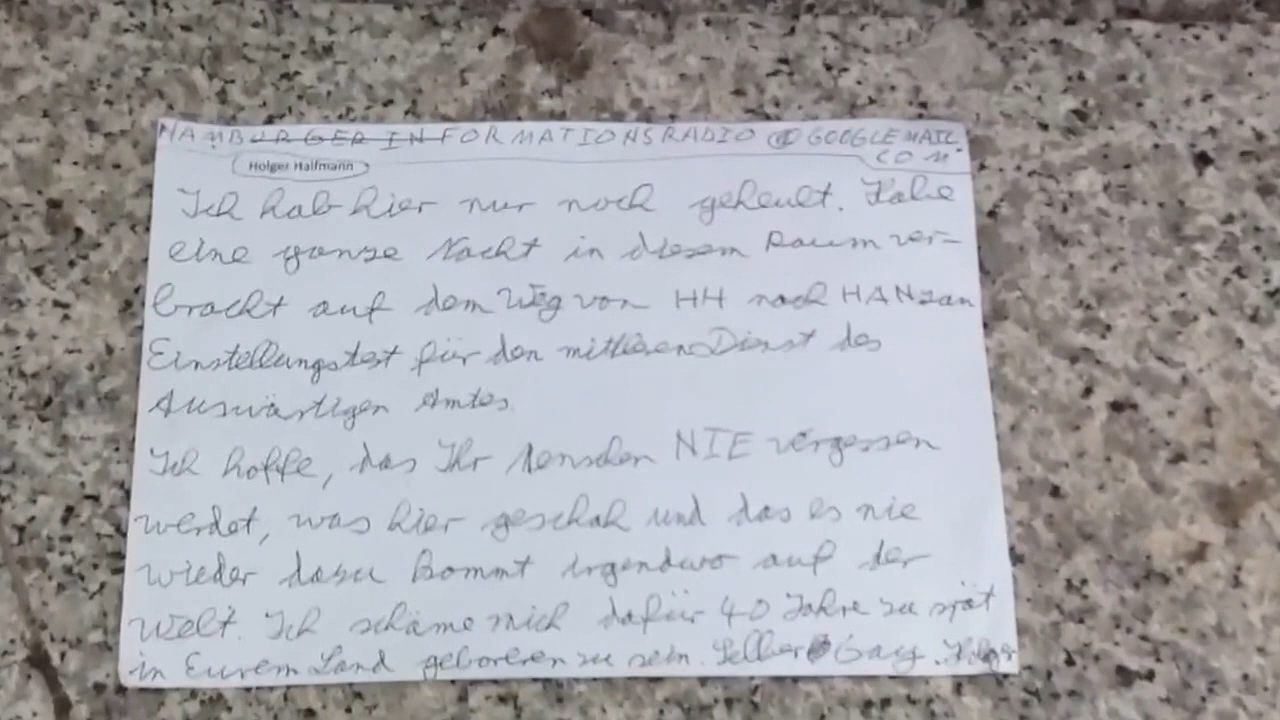 HAMBURGER INFORMATIONSRADIO @ GOOGLEMAIL.
COM
Holger Halfmann
Ich hab hier nur noch geheult. Habe
eine ganze Nacht in diesem Raum ver-
bracht auf dem Weg von HH nach HAN zum
Einstellungstest für den mittleren Dienst des
Auswärtigen Amtes.
Ich hoffe, das Ihr Menschen NIE vergessen
werdet, was hier geschah und das es nie
wieder dazu kommt irgendwo auf der
Welt. Ich schäme mich dafür 40 Jahre zu spät
in Eurem Land geboren zu sein. Selber Gay. Holger